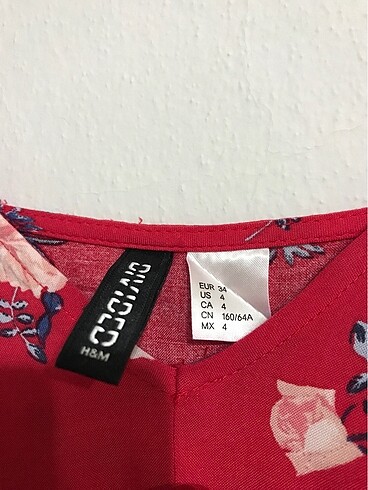 DIVIDED
H&M
EUR 34
US 4
CA 4
CN 160/64A
MX 4